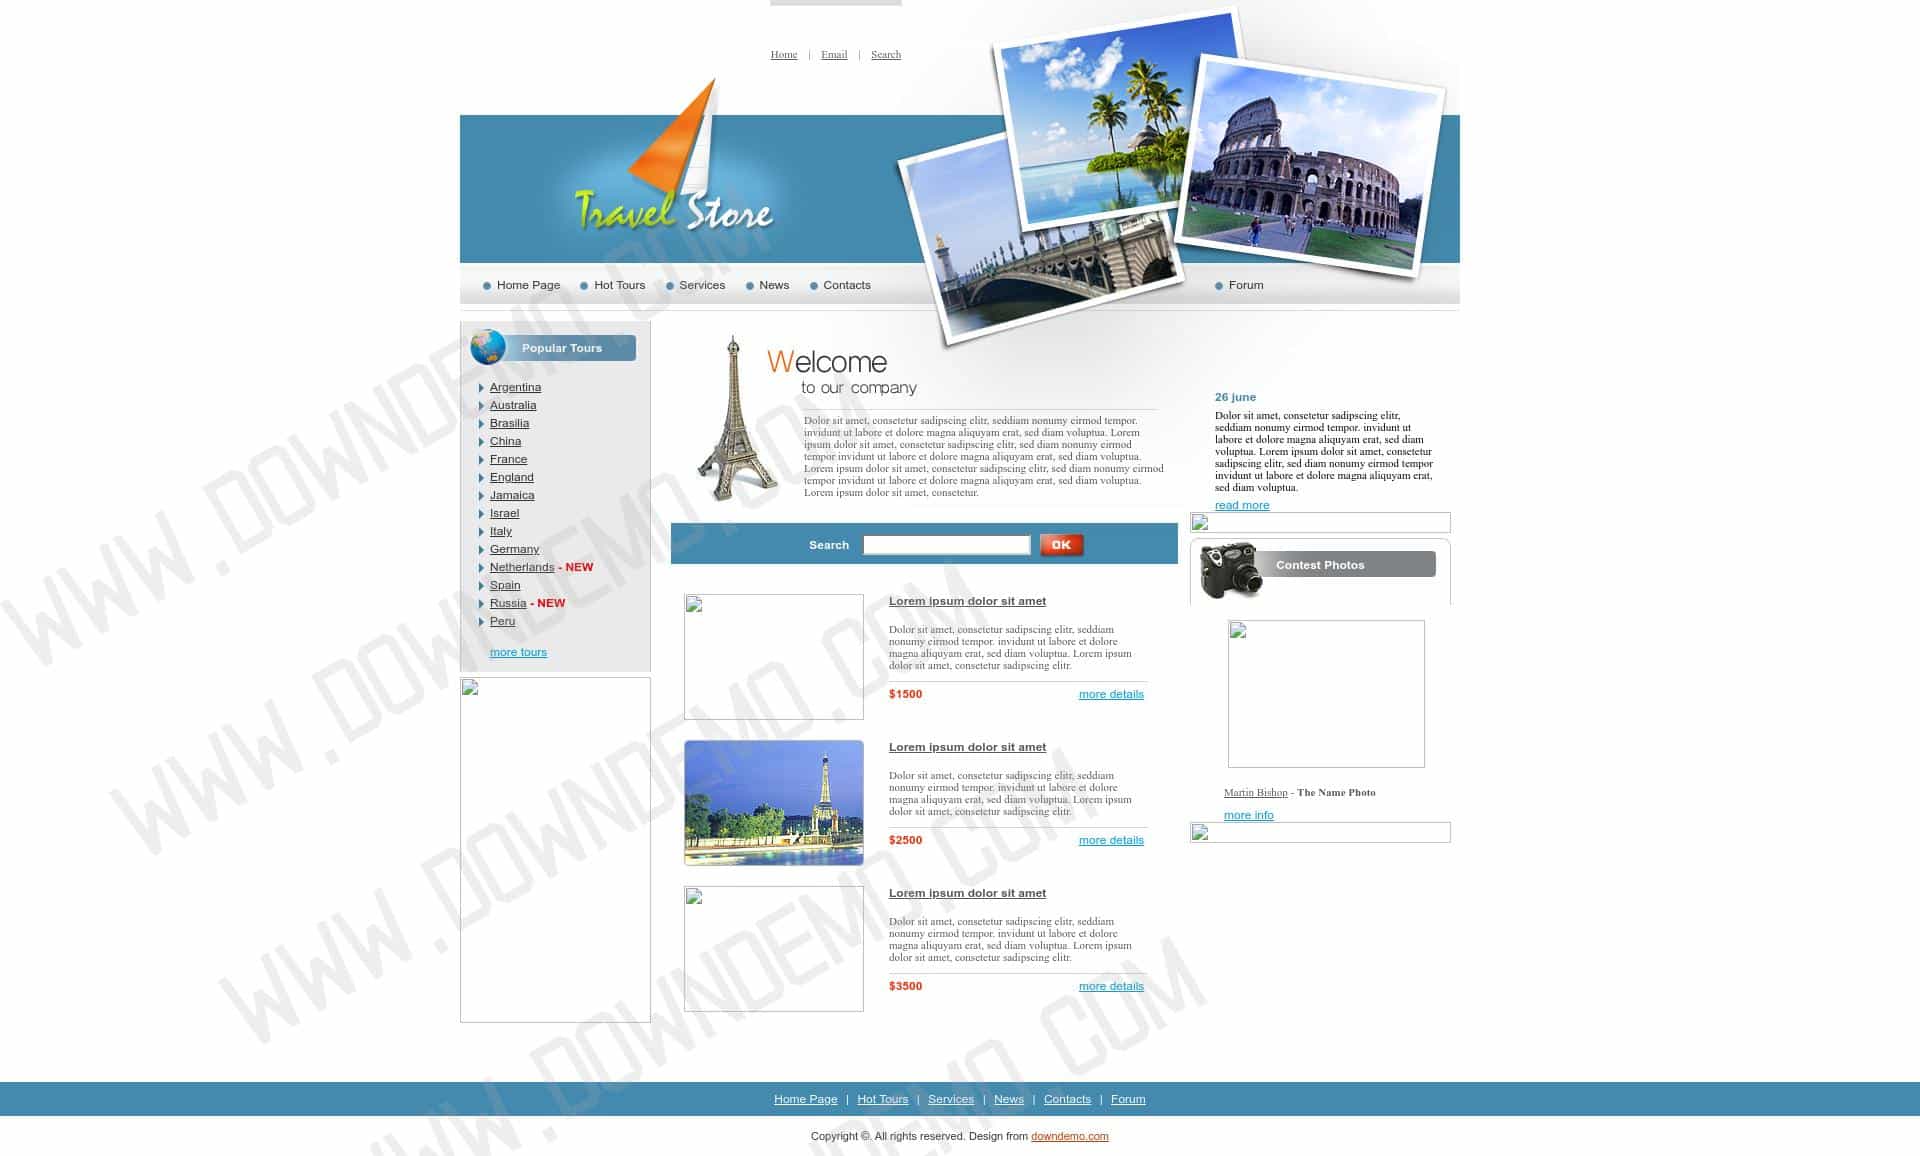 Home | Email | Search
Travel Store
Home Page
Hot Tours
Services
News
Contacts
Forum
Popular Tours
Argentina
Australia
Brasilia
China
France
England
Jamaica
Israel
Italy
Germany
Netherlands - NEW
Spain
Russia - NEW
Peru
more tours
Welcome
to our company
Dolor sit amet, consetetur sadipscing elitr, seddiam nonumy eirmod tempor.
invidunt ut labore et dolore magna aliquyam erat, sed diam voluptua. Lorem
ipsum dolor sit amet, consetetur sadipscing elitr, sed diam nonumy eirmod
tempor invidunt ut labore et dolore magna aliquyam erat, sed diam voluptua.
Lorem ipsum dolor sit amet, consetetur sadipscing elitr, sed diam nonumy eirmod
tempor invidunt ut labore et dolore magna aliquyam erat, sed diam voluptua.
Lorem ipsum dolor sit amet, consetetur.
Search
OK
Lorem ipsum dolor sit amet
Dolor sit amet, consetetur sadipscing elitr, seddiam
nonumy eirmod tempor. invidunt ut labore et dolore
magna aliquyam erat, sed diam voluptua. Lorem ipsum
dolor sit amet, consetetur sadipscing elitr.
$1500
more details
Lorem ipsum dolor sit amet
Dolor sit amet, consetetur sadipscing elitr, seddiam
nonumy eirmod tempor. invidunt ut labore et dolore
magna aliquyam erat, sed diam voluptua. Lorem ipsum
dolor sit amet, consetetur sadipscing elitr.
$2500
more details
Lorem ipsum dolor sit amet
Dolor sit amet, consetetur sadipscing elitr, seddiam
nonumy eirmod tempor. invidunt ut labore et dolore
magna aliquyam erat, sed diam voluptua. Lorem ipsum
dolor sit amet, consetetur sadipscing elitr.
$3500
more details
26 june
Dolor sit amet, consetetur sadipscing elitr,
seddiam nonumy eirmod tempor. invidunt ut
labore et dolore magna aliquyam erat, sed diam
voluptua. Lorem ipsum dolor sit amet, consetetur
sadipscing elitr, sed diam nonumy eirmod tempor
invidunt ut labore et dolore magna aliquyam erat,
sed diam voluptua.
read more
Contest Photos
Martin Bishop - The Name Photo
more info
Home Page | Hot Tours | Services | News | Contacts | Forum
Copyright ©. All rights reserved. Design from downdemo.com
WWW.DOWNDEMO.COM
WWW.DOWNDEMO.COM
WWW.DOWNDEMO.COM
WWW.DOWNDEMO.COM